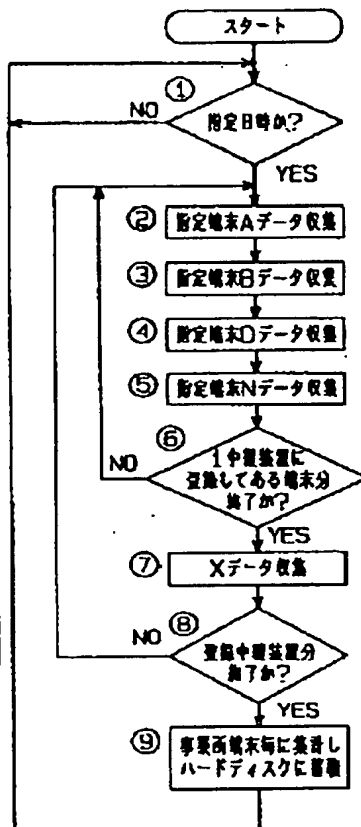 スタート
①
NO
指定日時か?
YES
②
指定端末Aデータ収集
③
指定端末Bデータ収集
④
指定端末Dデータ収集
⑤
指定端末Nデータ収集
⑥
NO
1中継装置に
登録してある端末分
終了か?
YES
⑦
Xデータ収集
NO
⑧
登録中継装置分
終了か?
YES
⑨
事業所端末毎に集計し
ハードディスクに蓄積